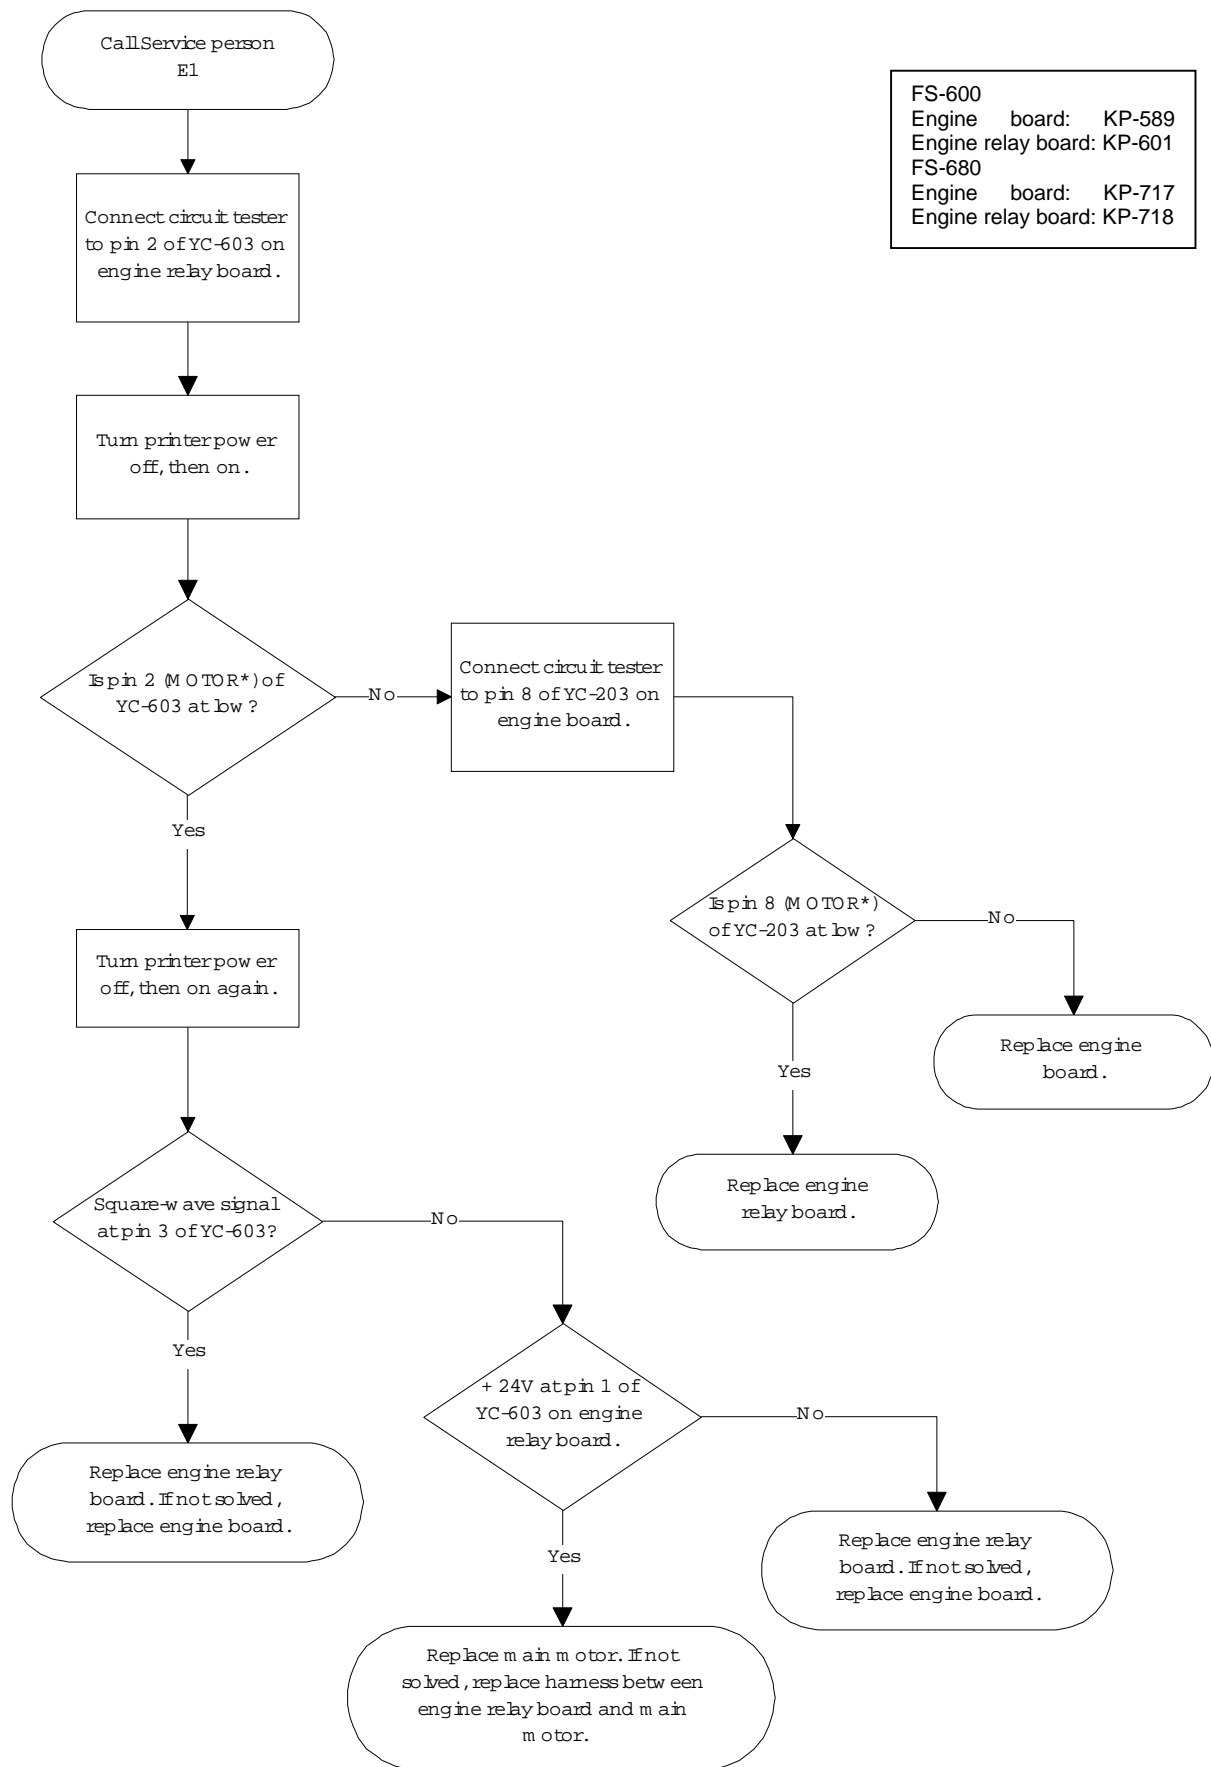 Call Service person
E1
FS-600
Engine board: KP-589
Engine relay board: KP-601
FS-680
Engine board: KP-717
Engine relay board: KP-718
Connect circuit tester
to pin 2 of YC-603 on
engine relay board.
Turn printer power
off, then on.
Is pin 2 (MOTOR*) of
YC-603 at low?
No
Connect circuit tester
to pin 8 of YC-203 on
engine board.
Yes
Is pin 8 (MOTOR*)
of YC-203 at low?
No
Turn printer power
off, then on again.
Replace engine
board.
Yes
Replace engine
relay board.
Square-wave signal
at pin 3 of YC-603?
No
Yes
+24V at pin 1 of
YC-603 on engine
relay board.
No
Replace engine relay
board. If not solved,
replace engine board.
Yes
Replace engine relay
board. If not solved,
replace engine board.
Replace main motor. If not
solved, replace harness between
engine relay board and main
motor.